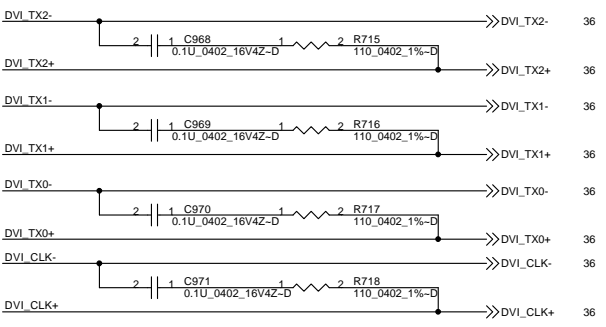 DVI_TX2- DVI_TX2- 36
2 1 C968 1 2 R715
0.1U_0402_16V4Z~D 110_0402_1%~D
DVI_TX2+ DVI_TX2+ 36
DVI_TX1- DVI_TX1- 36
2 1 C969 1 2 R716
0.1U_0402_16V4Z~D 110_0402_1%~D
DVI_TX1+ DVI_TX1+ 36
DVI_TX0- DVI_TX0- 36
2 1 C970 1 2 R717
0.1U_0402_16V4Z~D 110_0402_1%~D
DVI_TX0+ DVI_TX0+ 36
DVI_CLK- DVI_CLK- 36
2 1 C971 1 2 R718
0.1U_0402_16V4Z~D 110_0402_1%~D
DVI_CLK+ DVI_CLK+ 36